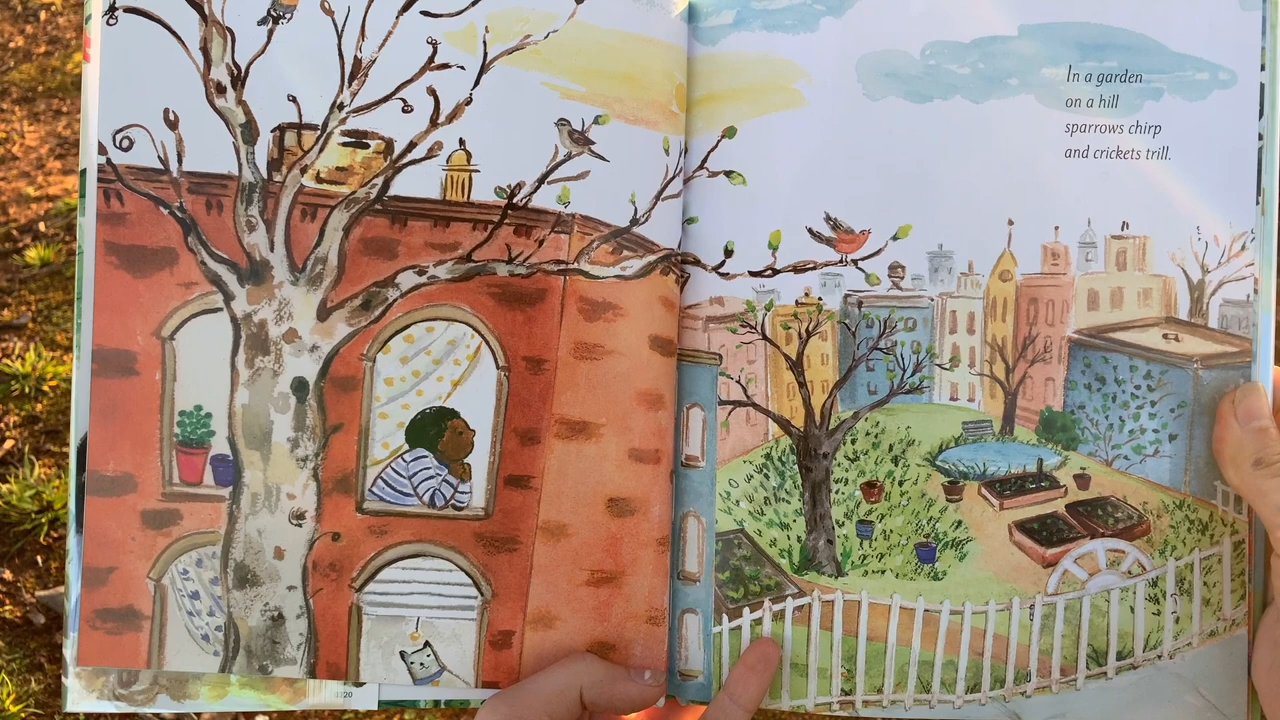 In a garden
on a hill
sparrows chirp
and crickets trill.